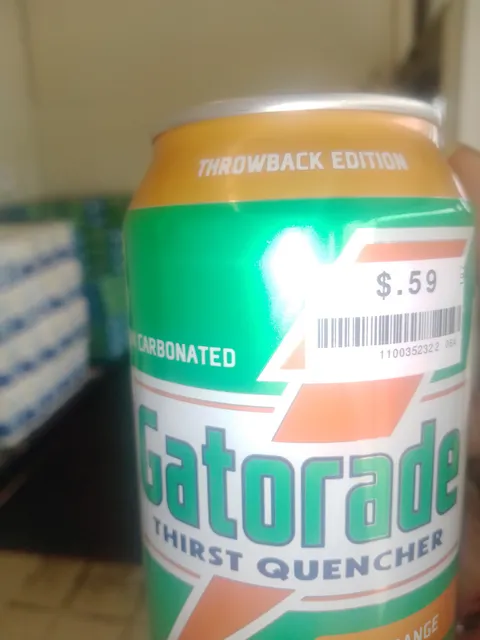 THROWBACK EDITION
$.59
CARBONATED
1100352322
Gatorade
THIRST QUENCHER